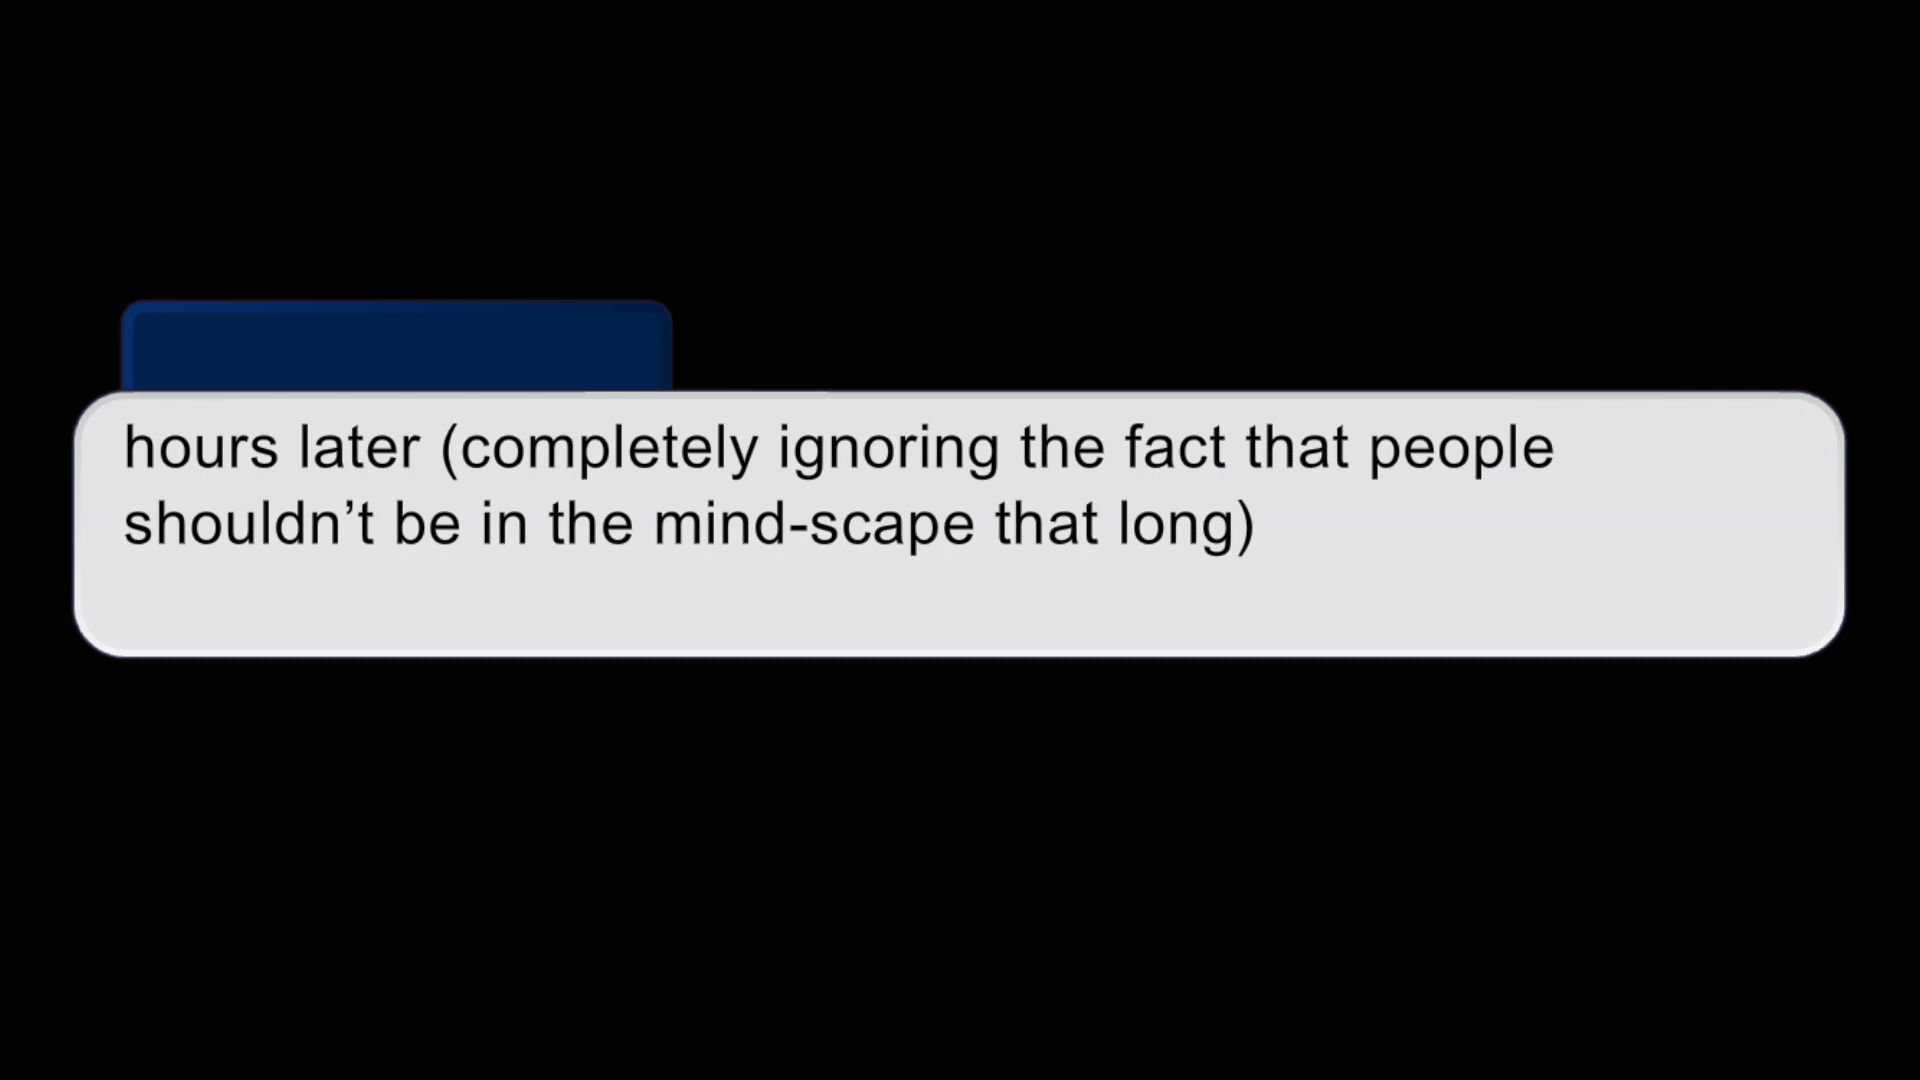 hours later (completely ignoring the fact that people
shouldn’t be in the mind-scape that long)